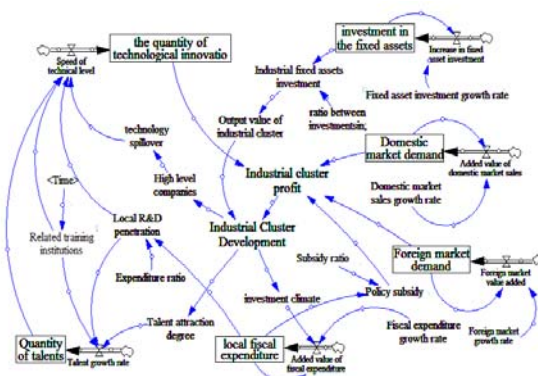 the quantity of
technological innovatio
Speed of
technical level
investment in
the fixed assets
Increase in fixed
asset investment
Industrial fixed assets
investment
Fixed asset investment growth rate
Output value of
industrial cluster
ratio between
investmentsin;
technology
spillover
Domestic
market demand
Added value of
domestic market sales
<Time>
High level
companies
Industrial cluster
profit
Domestic market
sales growth rate
Related training
institutions
Local R&D
penetration
Industrial Cluster
Development
Foreign market
demand
Foreign market
value added
Expenditure ratio
Subsidy ratio
investment climate
Policy subsidy
Talent attraction
degree
Quantity
of talents
Talent growth rate
local fiscal
expenditure
Added value of
fiscal expenditure
Fiscal expenditure
growth rate
Foreign market
growth rate